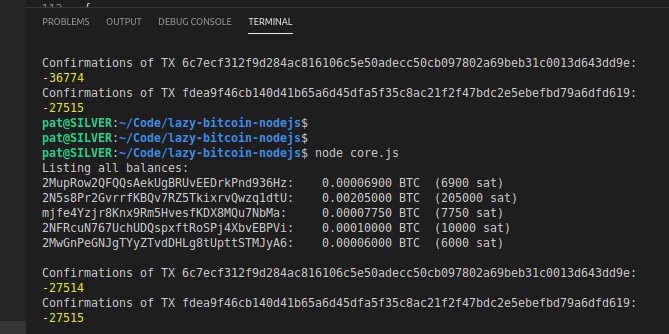 PROBLEMS OUTPUT DEBUG CONSOLE TERMINAL
Confirmations of TX 6c7ecf312f9d284ac816106c5e50adecc50cb097802a69beb31c0013d643dd9e:
-36774
Confirmations of TX fdea9f46cb140d41b65a6d45dfa5f35c8ac21f2f47bdc2e5ebefbd79a6dfd619:
-27515
pat@SILVER:~/Code/lazy-bitcoin-nodejs$
pat@SILVER:~/Code/lazy-bitcoin-nodejs$
pat@SILVER:~/Code/lazy-bitcoin-nodejs$ node core.js
Listing all balances:
2MupRow2QFQQsAekUgBRUvEEDrkPnd936Hz: 0.00006900 BTC (6900 sat)
2N5s8Pr2GvrrfKBQv7RZ5TkixrvQwzq1dtU: 0.00205000 BTC (205000 sat)
mjfe4Yzjr8Knx9Rm5HvesfKDX8MQu7NbMa: 0.00007750 BTC (7750 sat)
2NFRcuN767UchUDQspxftRoSPj4XbvEBPVi: 0.00010000 BTC (10000 sat)
2MwGnPeGNJgTYyZTvdDHLg8tUpttSTMJyA6: 0.00006000 BTC (6000 sat)
Confirmations of TX 6c7ecf312f9d284ac816106c5e50adecc50cb097802a69beb31c0013d643dd9e:
-27514
Confirmations of TX fdea9f46cb140d41b65a6d45dfa5f35c8ac21f2f47bdc2e5ebefbd79a6dfd619:
-27515